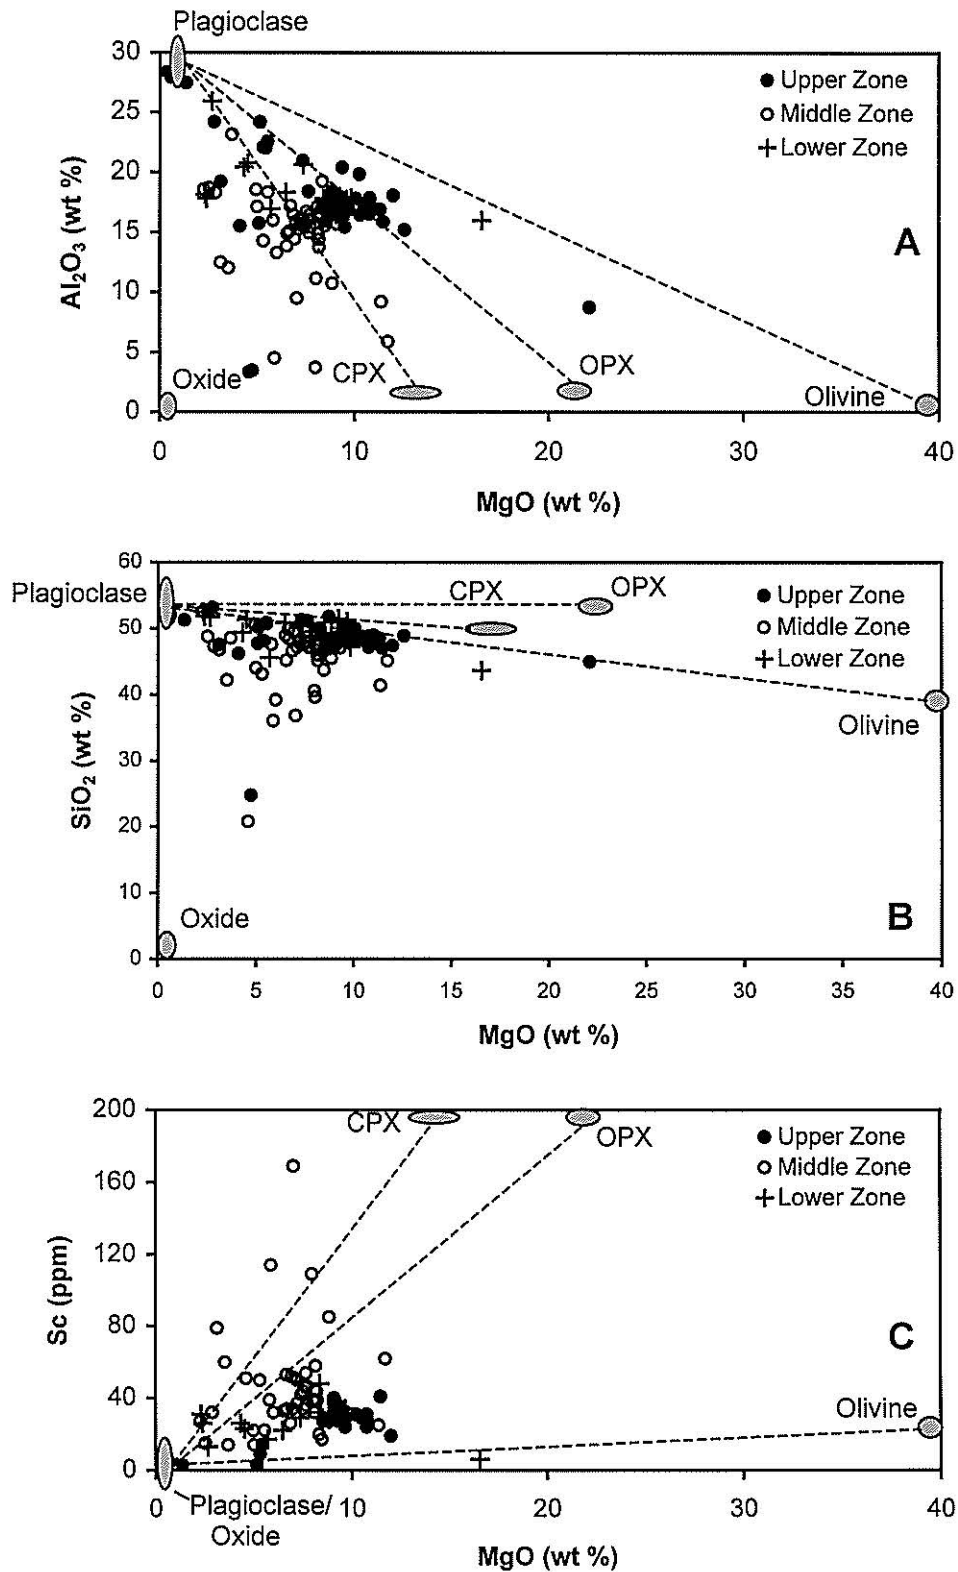 Plagioclase
30
25
20
15
10
5
0
Al₂O₃ (wt %)
Upper Zone
Middle Zone
Lower Zone
A
Oxide
CPX
OPX
Olivine
0 10 20 30 40
MgO (wt %)
60
50
40
30
20
10
0
SiO₂ (wt %)
Plagioclase
CPX
OPX
Upper Zone
Middle Zone
Lower Zone
Olivine
Oxide
B
0 5 10 15 20 25 30 35 40
MgO (wt %)
200
160
120
80
40
0
Sc (ppm)
CPX
OPX
Upper Zone
Middle Zone
Lower Zone
C
Olivine
Plagioclase/
Oxide
0 10 20 30 40
MgO (wt %)